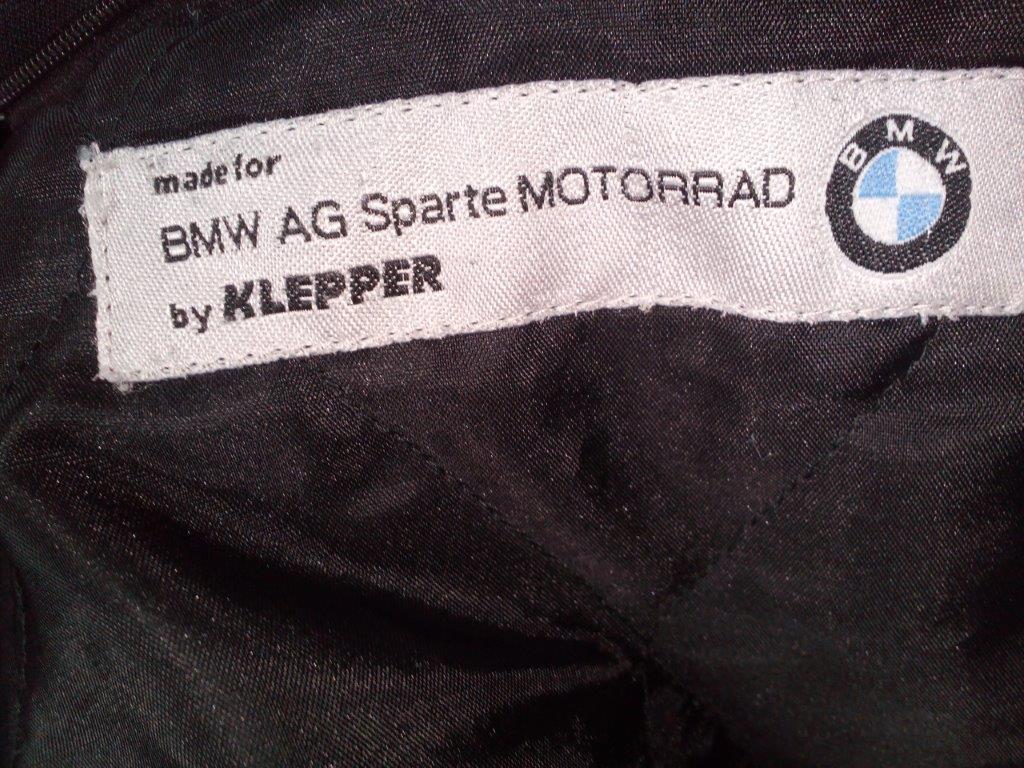 made for
BMW AG Sparte MOTORRAD
by KLEPPER
BMW